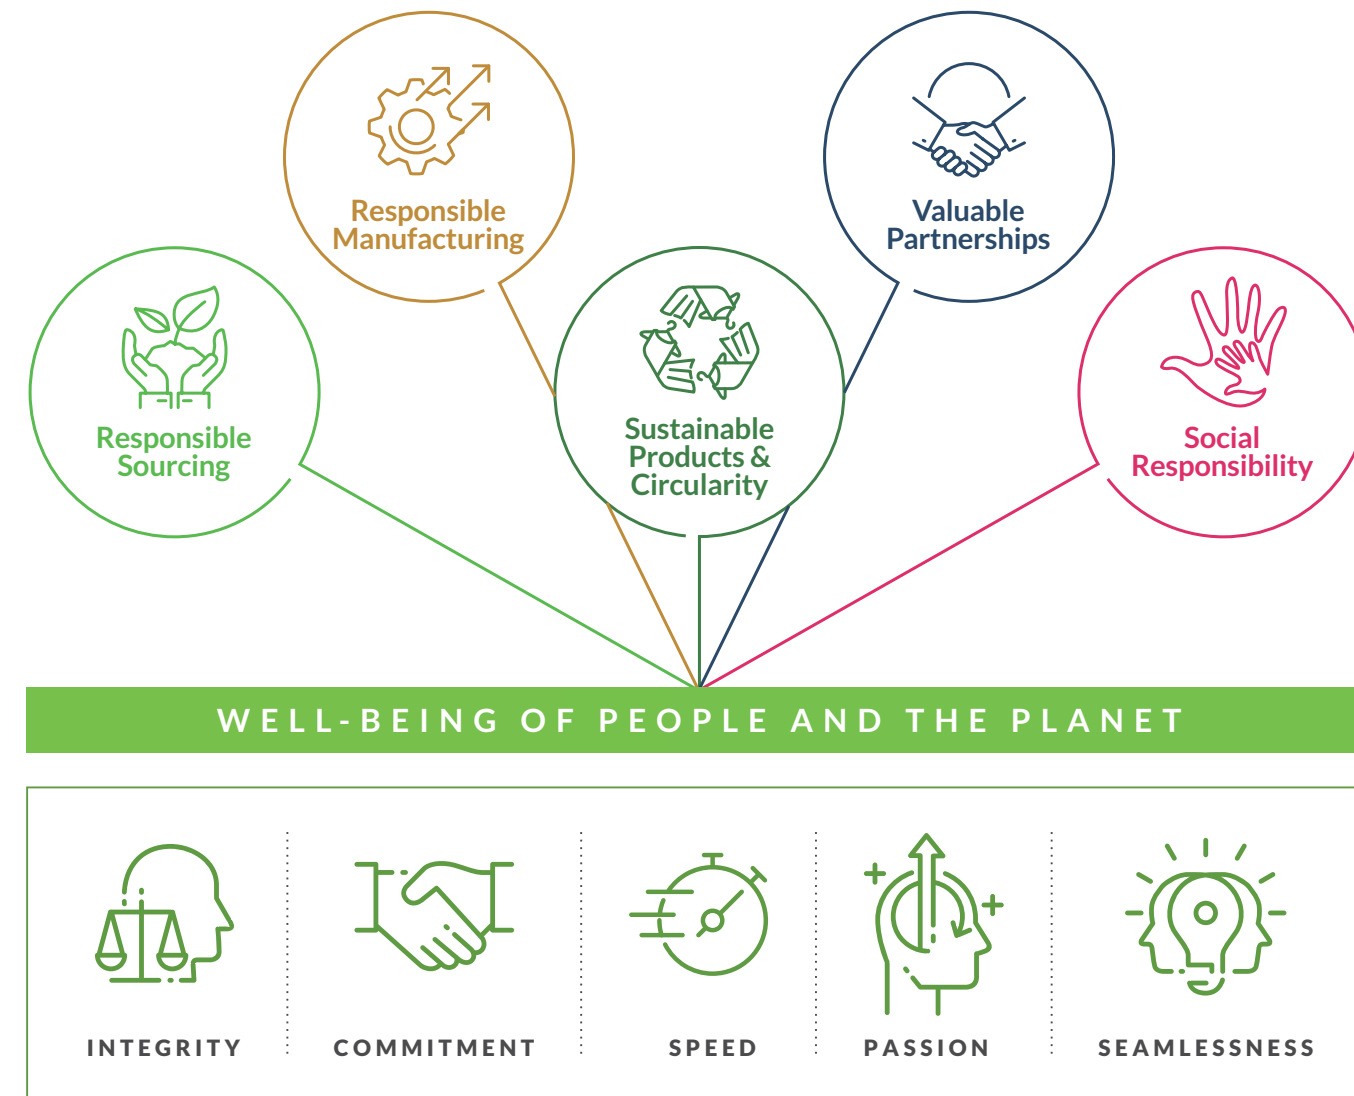 Responsible
Manufacturing
Valuable
Partnerships
Responsible
Sourcing
Sustainable
Products &
Circularity
Social
Responsibility
WELL-BEING OF PEOPLE AND THE PLANET
INTEGRITY
COMMITMENT
SPEED
PASSION
SEAMLESSNESS